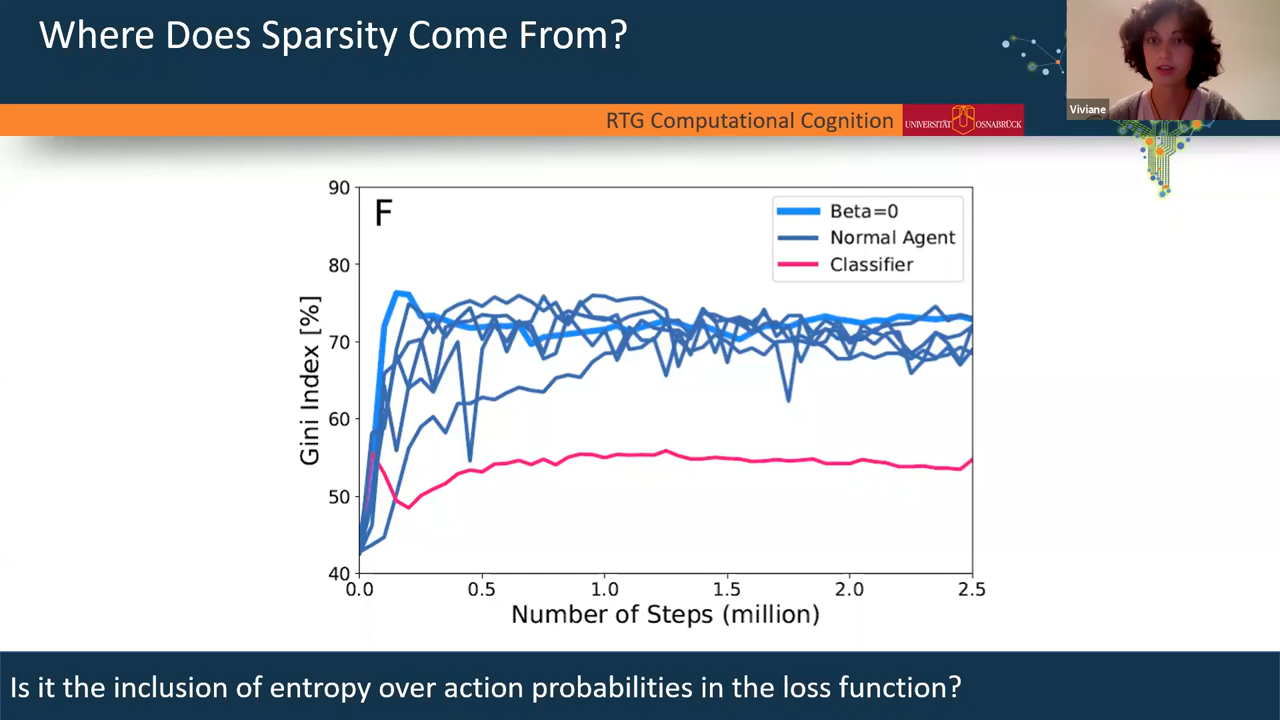 Where Does Sparsity Come From?
Viviane
RTG Computational Cognition
UNIVERSITÄT OSNABRÜCK
F
Beta=0
Normal Agent
Classifier
90
80
70
60
50
40
Gini Index [%]
0.0 0.5 1.0 1.5 2.0 2.5
Number of Steps (million)
Is it the inclusion of entropy over action probabilities in the loss function?